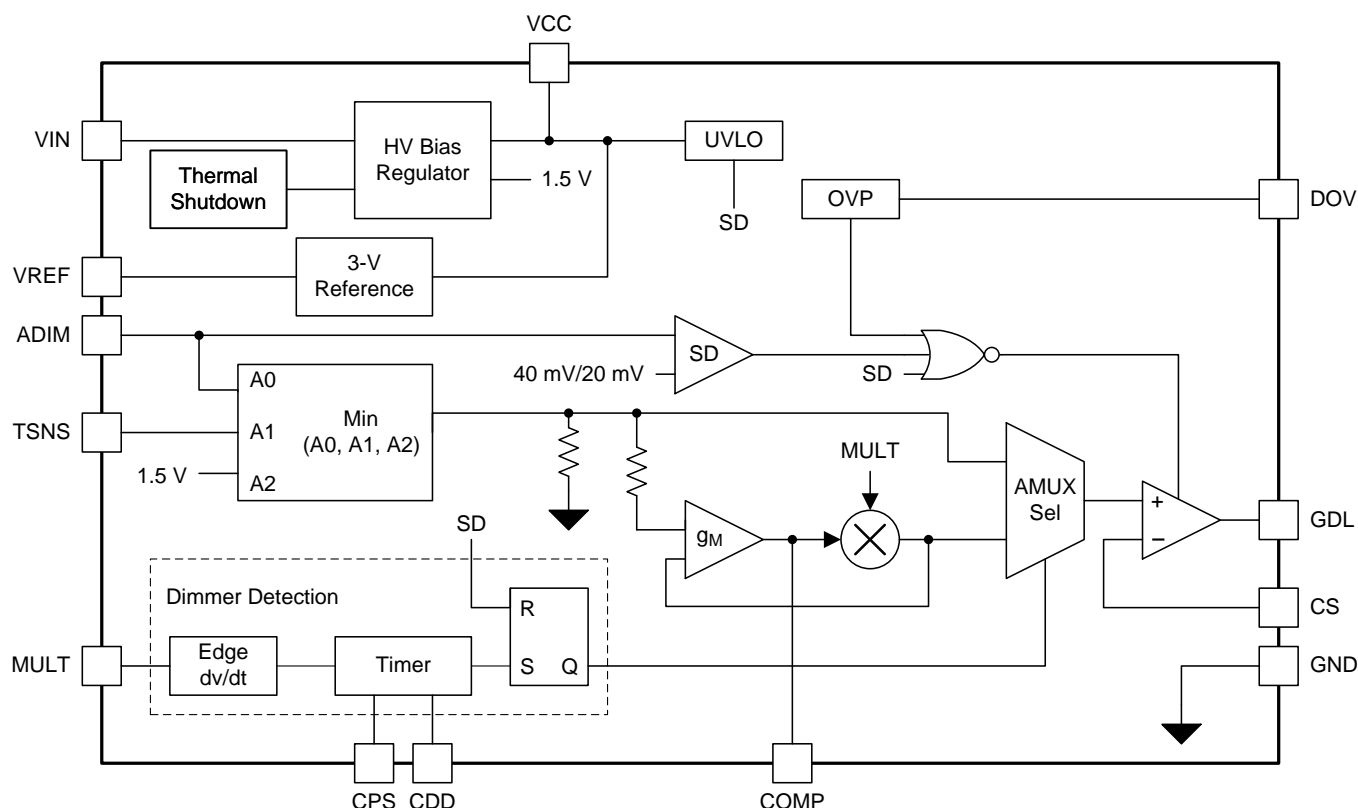 VCC
VIN
HV Bias
Regulator
UVLO
Thermal
Shutdown
1.5 V
SD
OVP
DOV
VREF
3-V
Reference
ADIM
SD
40 mV/20 mV
SD
A0
TSNS
A1
Min
(A0, A1, A2)
1.5 V
A2
MULT
AMUX
Sel
+
−
GDL
gM
SD
Dimmer Detection
R
CS
MULT
Edge
dv/dt
Timer
S
Q
GND
CPS
CDD
COMP